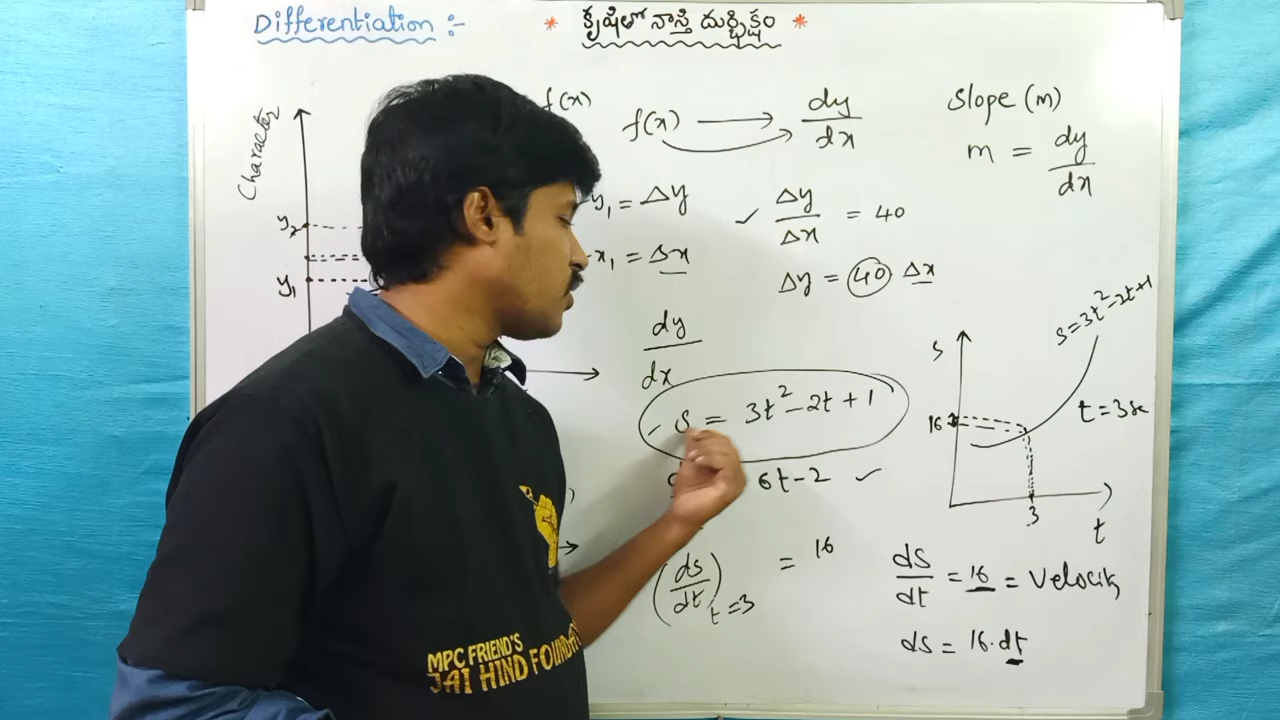 Differentiation :-
* కృషితో నాస్తి దుర్భిక్షం *
Character
y₂
y₁
f(x)
f(x) → dy/dx
Slope (m)
m = dy/dx
y₁ = Δy
x₁ = Δx
✓ Δy/Δx = 40
Δy = 40 Δx
dy/dx
s = 3t² - 2t + 1
6t - 2 ✓
(ds/dt) t=3 = 16
s
s = 3t² - 2t + 1
t = 3
16
3
t
ds/dt = 16 = Velocity
ds = 16·dt
MPC FRIEND'S
JAI HIND